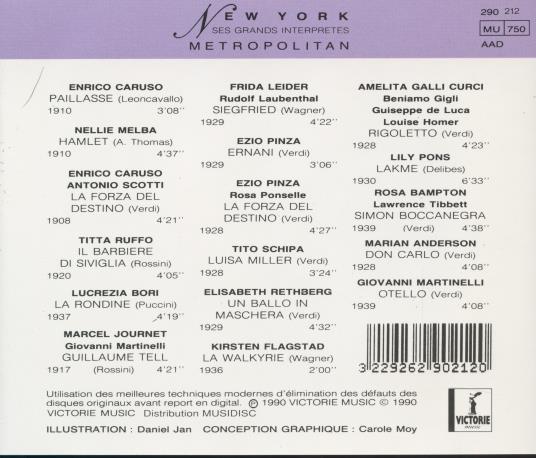 NEW YORK
SES GRANDS INTERPRETES
METROPOLITAN
290 212
MU 750
AAD
ENRICO CARUSO
PAILLASSE (Leoncavallo)
1910 3'08''
NELLIE MELBA
HAMLET (A. Thomas)
1910 4'37''
ENRICO CARUSO
ANTONIO SCOTTI
LA FORZA DEL
DESTINO (Verdi)
1908 4'21''
TITTA RUFFO
IL BARBIERE
DI SIVIGLIA (Rossini)
1920 4'05''
LUCREZIA BORI
LA RONDINE (Puccini)
1937 4'19''
MARCEL JOURNET
Giovanni Martinelli
GUILLAUME TELL
1917 (Rossini) 4'21''
FRIDA LEIDER
Rudolf Laubenthal
SIEGFRIED (Wagner)
1929 4'22''
EZIO PINZA
ERNANI (Verdi)
1929 3'06''
EZIO PINZA
Rosa Ponselle
LA FORZA DEL
DESTINO (Verdi)
1928 4'27''
TITO SCHIPA
LUISA MILLER (Verdi)
1928 3'24''
ELISABETH RETHBERG
UN BALLO IN
MASCHERA (Verdi)
1929 4'32''
KIRSTEN FLAGSTAD
LA WALKYRIE (Wagner)
1936 2'00''
AMELITA GALLI CURCI
Beniamo Gigli
Guiseppe de Luca
Louise Homer
RIGOLETTO (Verdi)
1928 4'23''
LILY PONS
LAKME (Delibes)
1930 6'33''
ROSA BAMPTON
Lawrence Tibbett
SIMON BOCCANEGRA
1939 (Verdi) 4'38''
MARIAN ANDERSON
DON CARLO (Verdi)
1928 4'08''
GIOVANNI MARTINELLI
OTELLO (Verdi)
1939 4'08''
3 229262 902120
Utilisation des meilleures techniques modernes d'élimination des défauts des
disques originaux avant report en digital. ℗ 1990 VICTORIE MUSIC © 1990
VICTORIE MUSIC Distribution MUSIDISC
ILLUSTRATION : Daniel Jan CONCEPTION GRAPHIQUE : Carole Moy
VICTORIE
music